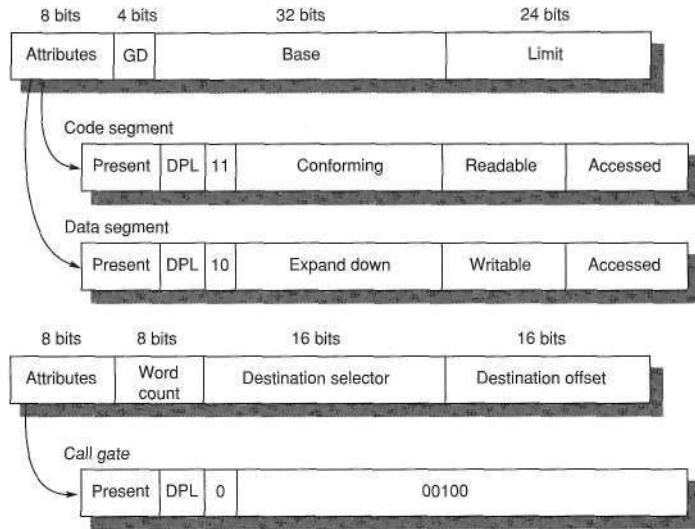 8 bits 4 bits 32 bits 24 bits
Attributes GD Base Limit
Code segment
Present DPL 11 Conforming Readable Accessed
Data segment
Present DPL 10 Expand down Writable Accessed
8 bits 8 bits 16 bits 16 bits
Attributes Word count Destination selector Destination offset
Call gate
Present DPL 0 00100